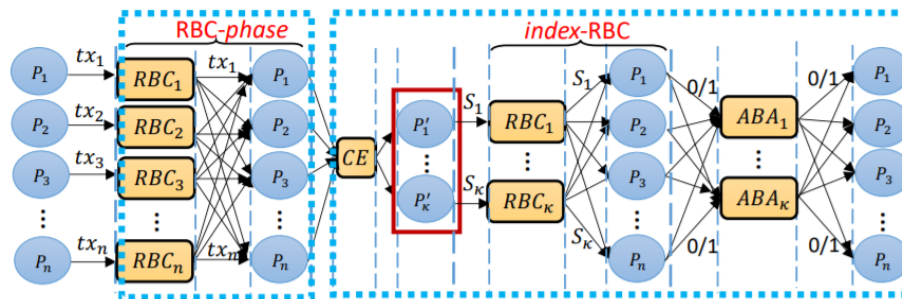 RBC-phase
index-RBC
P₁ tx₁ RBC₁ tx₁ P₁ S₁ P₁ 0/1 0/1 P₁
P₂ tx₂ RBC₂ P₂ P′₁ S₁ RBC₁ P₂ ABA₁ P₂
P₃ tx₃ RBC₃ P₃ CE ⋮ ⋮ P₃ ⋮ P₃
⋮ ⋮ ⋮ P′κ Sκ RBCκ ⋮ ABAκ ⋮
Pₙ txₙ RBCₙ txₙ Pₙ Sκ Pₙ 0/1 0/1 Pₙ